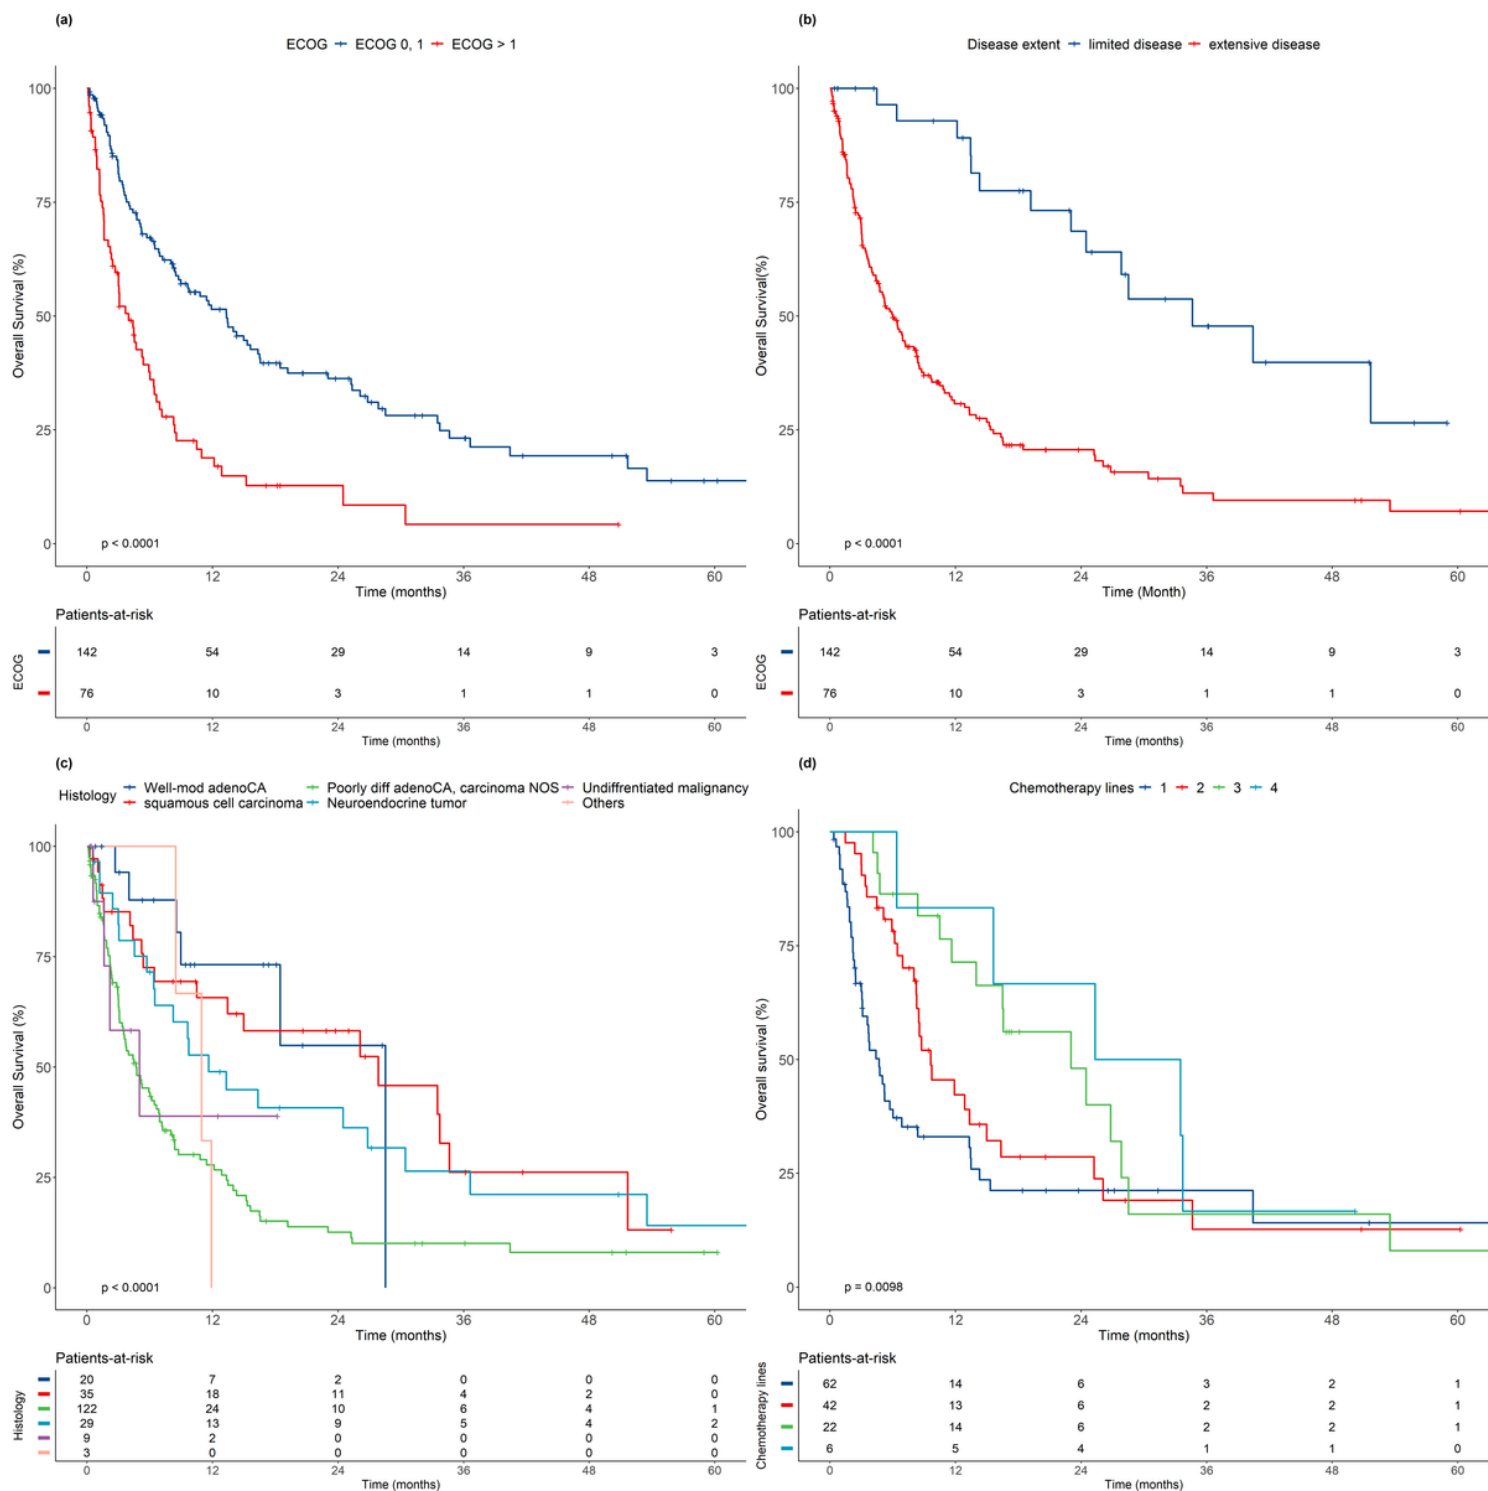 (a)
ECOG ECOG 0, 1 ECOG > 1
Overall Survival (%)
100
75
50
25
0
p < 0.0001
0 12 24 36 48 60
Time (months)
Patients-at-risk
ECOG
142 54 29 14 9 3
76 10 3 1 1 0
0 12 24 36 48 60
Time (months)
(b)
Disease extent limited disease extensive disease
Overall Survival(%)
100
75
50
25
0
p < 0.0001
0 12 24 36 48 60
Time (Month)
Patients-at-risk
ECOG
142 54 29 14 9 3
76 10 3 1 1 0
0 12 24 36 48 60
Time (months)
(c)
Histology
Well-mod adenoCA Poorly diff adenoCA, carcinoma NOS Undiffrentiated malignancy
squamous cell carcinoma Neuroendocrine tumor Others
Overall Survival (%)
100
75
50
25
0
p < 0.0001
0 12 24 36 48 60
Time (months)
Patients-at-risk
Histology
20 7 2 0 0 0
35 18 11 4 2 0
122 24 10 6 4 1
29 13 9 5 4 2
9 2 0 0 0 0
3 0 0 0 0 0
0 12 24 36 48 60
Time (months)
(d)
Chemotherapy lines 1 2 3 4
Overall survival (%)
100
75
50
25
0
p = 0.0098
0 12 24 36 48 60
Time (months)
Patients-at-risk
Chemotherapy lines
62 14 6 3 2 1
42 13 6 2 2 1
22 14 6 2 2 1
6 5 4 1 1 0
0 12 24 36 48 60
Time (months)